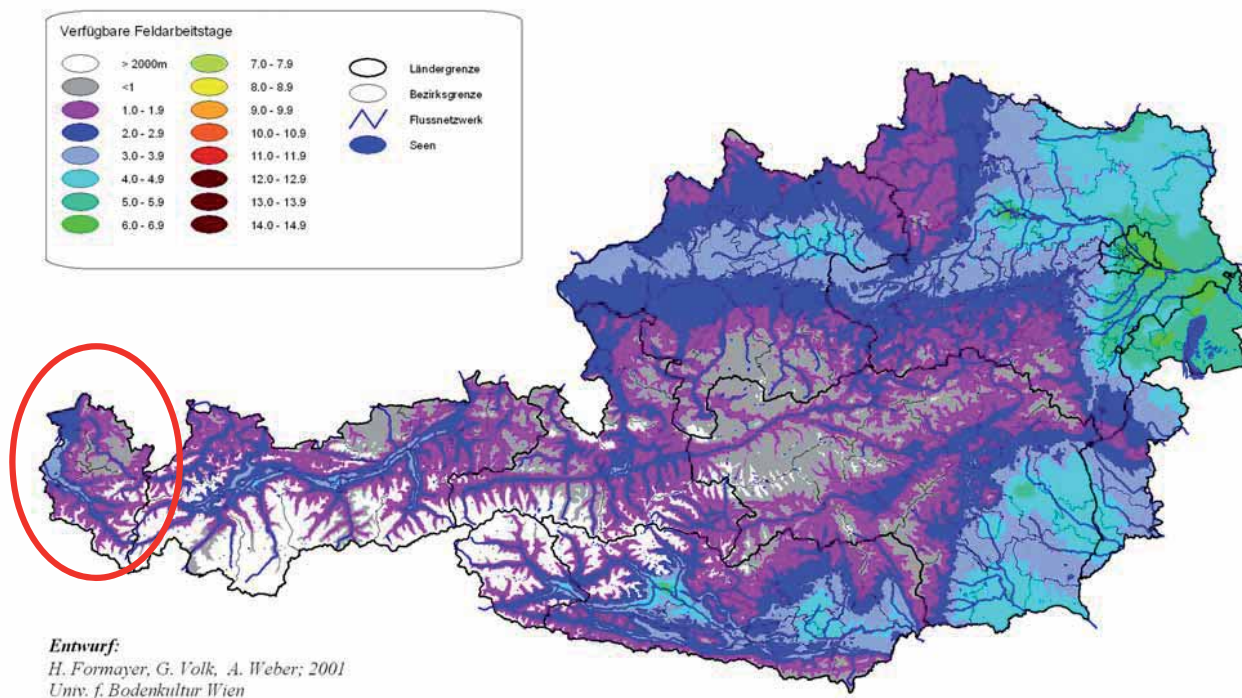 Verfügbare Feldarbeitstage
> 2000m
<1
1.0 - 1.9
2.0 - 2.9
3.0 - 3.9
4.0 - 4.9
5.0 - 5.9
6.0 - 6.9
7.0 - 7.9
8.0 - 8.9
9.0 - 9.9
10.0 - 10.9
11.0 - 11.9
12.0 - 12.9
13.0 - 13.9
14.0 - 14.9
Ländergrenze
Bezirksgrenze
Flussnetzwerk
Seen
Entwurf:
H. Formayer, G. Volk, A. Weber; 2001
Univ. f. Bodenkultur Wien